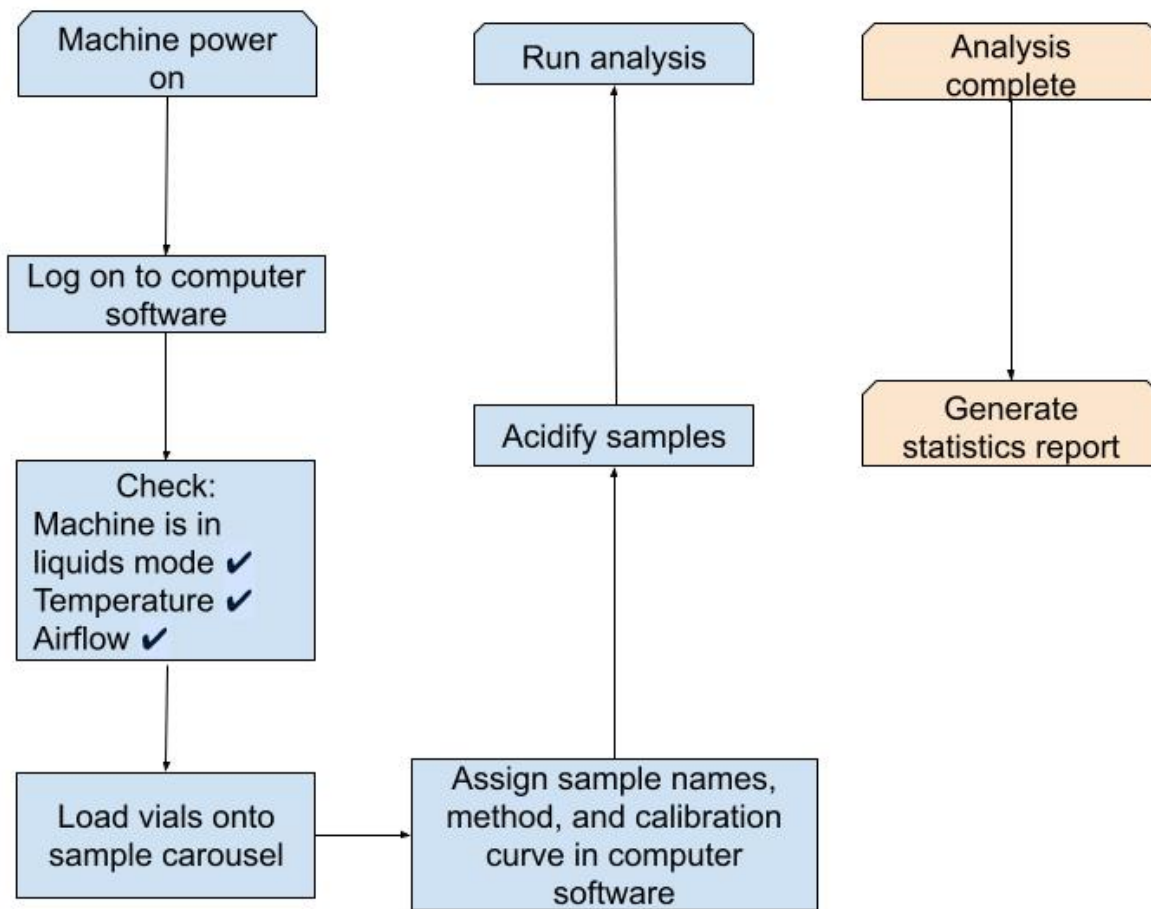 Machine power
on
Log on to computer
software
Check:
Machine is in
liquids mode ✔
Temperature ✔
Airflow ✔
Load vials onto
sample carousel
Assign sample names,
method, and calibration
curve in computer
software
Acidify samples
Run analysis
Analysis
complete
Generate
statistics report